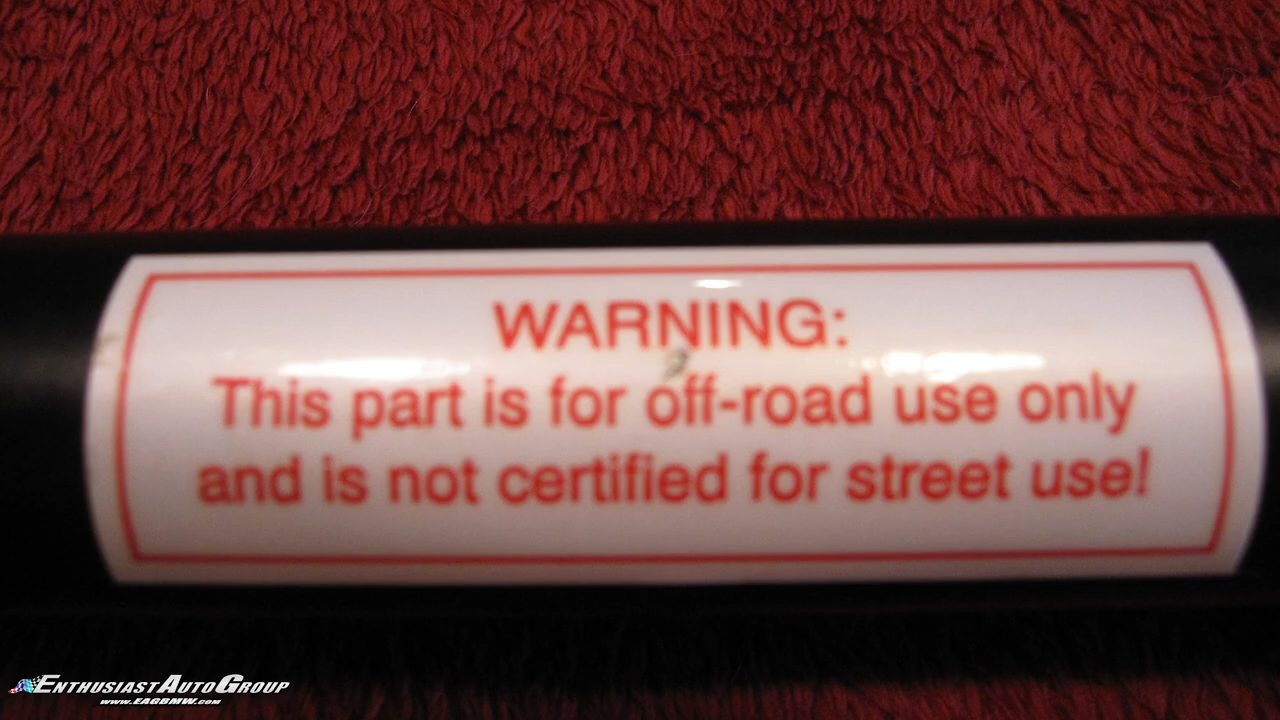 WARNING:
This part is for off-road use only
and is not certified for street use!
ENTHUSIASTAUTOGROUP
www.EAGBMW.com